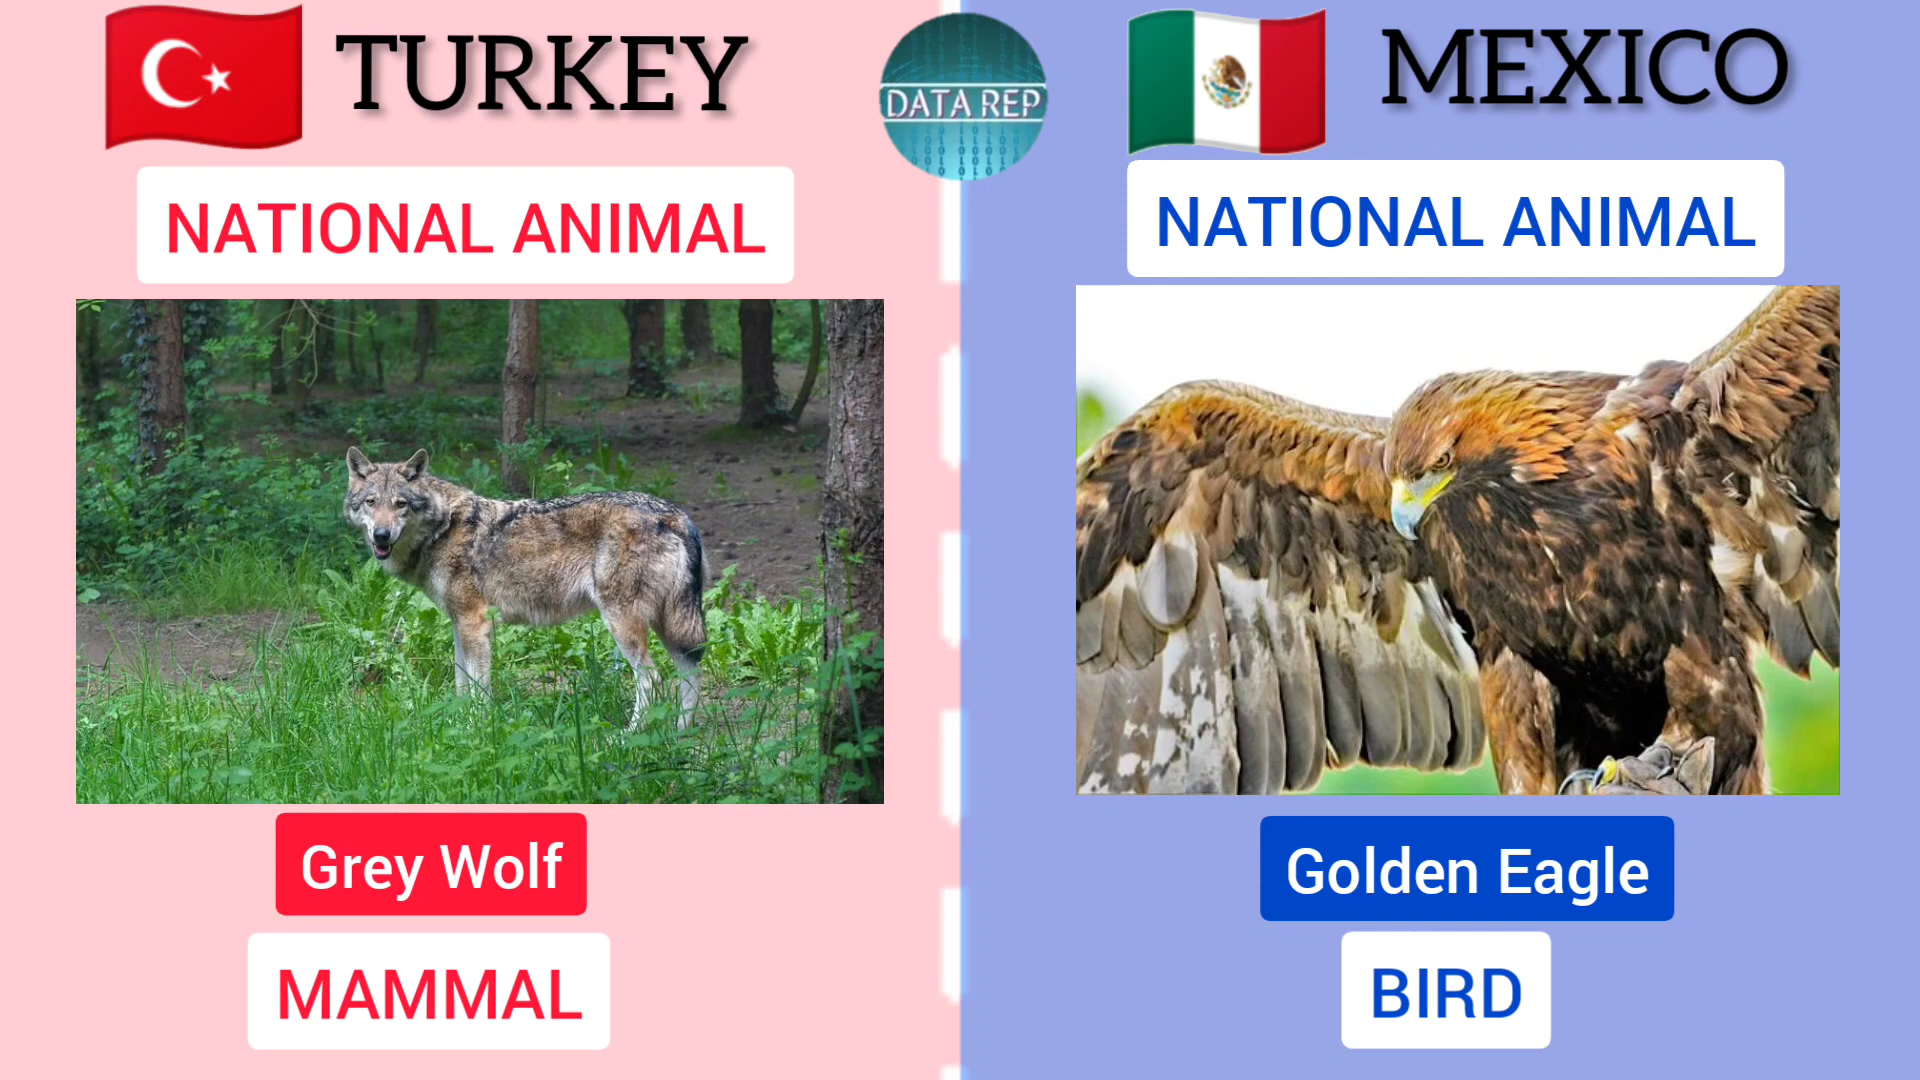 TURKEY
NATIONAL ANIMAL
Grey Wolf
MAMMAL
DATA REP
MEXICO
NATIONAL ANIMAL
Golden Eagle
BIRD